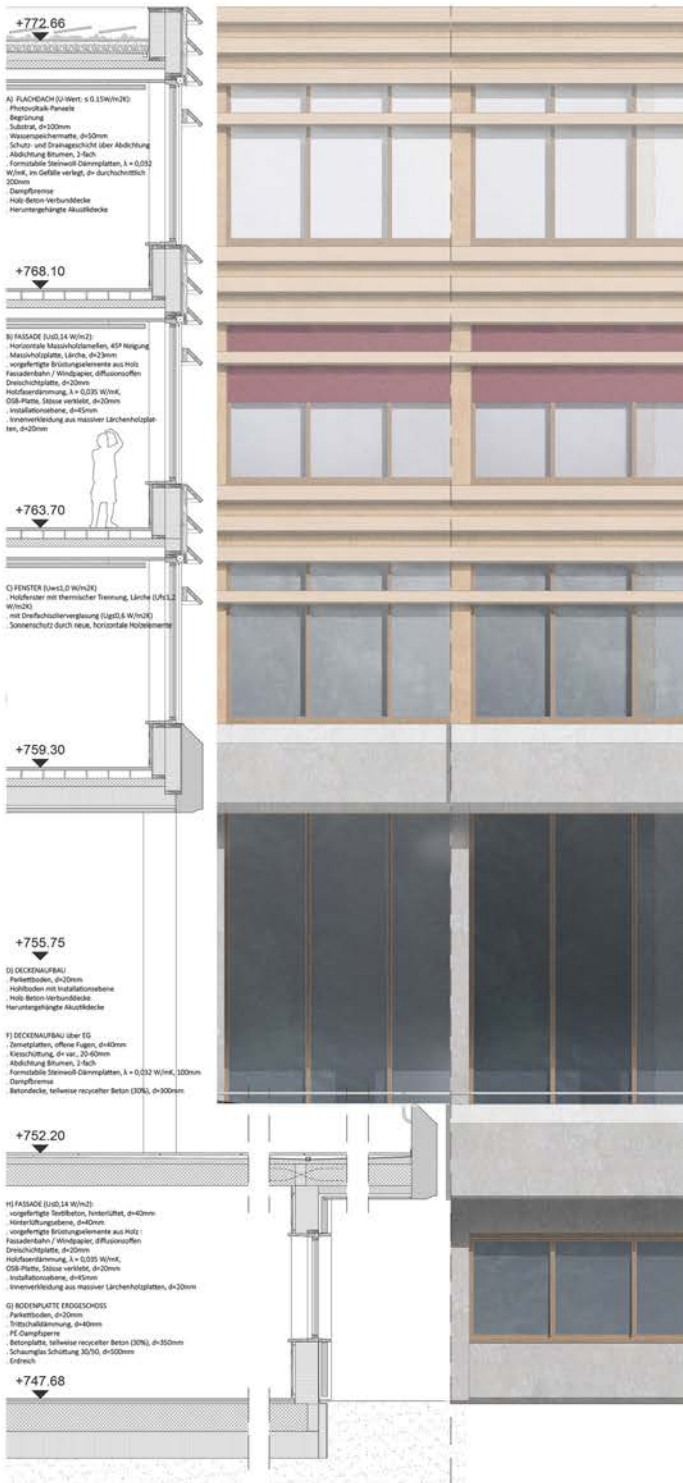 +772.66
A) FLACHDACH (U-Wert: ≤ 0.15W/m2K):
. Photovoltaik-Paneele
. Begrünung
. Substrat, d=100mm
. Wasserspeichermatte, d=50mm
. Schutz- und Drainageschicht über Abdichtung
. Abdichtung Bitumen, 2-fach
. Formstabile Steinwoll-Dämmplatten, λ = 0,032
W/mK, im Gefälle verlegt, d= durchschnittlich
200mm
. Dampfbremse
. Holz-Beton-Verbunddecke
. Heruntergehängte Akustikdecke
+768.10
B) FASSADE (U≤0,14 W/m2):
. Horizontale Massivholzlamellen, 45º Neigung
. Massivholzplatte, Lärche, d=23mm
. vorgefertigte Brüstungselemente aus Holz
Fassadenbahn / Windpapier, diffusionsoffen
Dreischichtplatte, d=20mm
Holzfaserdämmung, λ = 0,035 W/mK,
OSB-Platte, Stösse verklebt, d=20mm
. Installationsebene, d=45mm
. Innenverkleidung aus massiver Lärchenholzplat-
ten, d=20mm
+763.70
C) FENSTER (Uw≤1,0 W/m2K)
. Holzfenster mit thermischer Trennung, Lärche (Uf≤1,2
W/m2K)
. mit Dreifachisolierverglasung (Ug≤0,6 W/m2K)
. Sonnenschutz durch neue, horizontale Holzelemente
+759.30
+755.75
D) DECKENAUFBAU
. Parkettboden, d=20mm
. Hohlboden mit Installationsebene
. Holz-Beton-Verbunddecke
Heruntergehängte Akustikdecke
F) DECKENAUFBAU über EG
. Zemetplatten, offene Fugen, d=40mm
. Kiesschüttung, d= var., 20-60mm
. Abdichtung Bitumen, 2-fach
. Formstabile Steinwoll-Dämmplatten, λ = 0,032 W/mK, 100mm
. Dampfbremse
. Betondecke, teilweise recycelter Beton (30%), d=300mm
+752.20
H) FASSADE (U≤0,14 W/m2):
. vorgefertigte Textilbeton, hinterlüftet, d=40mm
. Hinterlüftungsebene, d=40mm
. vorgefertigte Brüstungselemente aus Holz :
Fassadenbahn / Windpapier, diffusionsoffen
Dreischichtplatte, d=20mm
Holzfaserdämmung, λ = 0,035 W/mK,
OSB-Platte, Stösse verklebt, d=20mm
. Installationsebene, d=45mm
. Innenverkleidung aus massiver Lärchenholzplatten, d=20mm
G) BODENPLATTE ERDGESCHOSS
. Parkettboden, d=20mm
. Trittschalldämmung, d=40mm
. PE-Dampfsperre
. Betonplatte, teilweise recycelter Beton (30%), d=350mm
. Schaumglas Schüttung 30/50, d=500mm
. Erdreich
+747.68